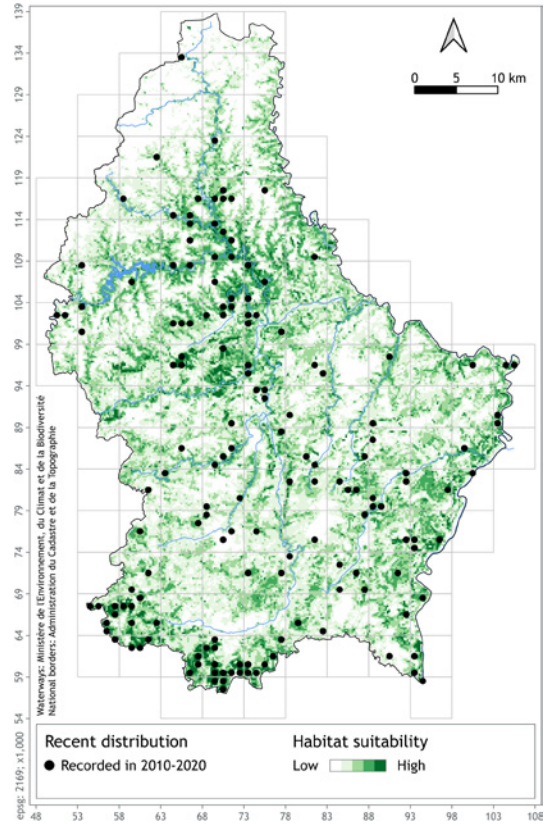 139
134
129
124
119
114
109
104
99
94
89
84
79
74
69
64
59
54
epsg: 2169; x1,000
0 5 10 km
Waterways: Ministère de l'Environnement, du Climat et de la Biodiversité
National borders: Administration du Cadastre et de la Topographie
Recent distribution
Recorded in 2010-2020
Habitat suitability
Low High
48 53 58 63 68 73 78 83 88 93 98 103 108